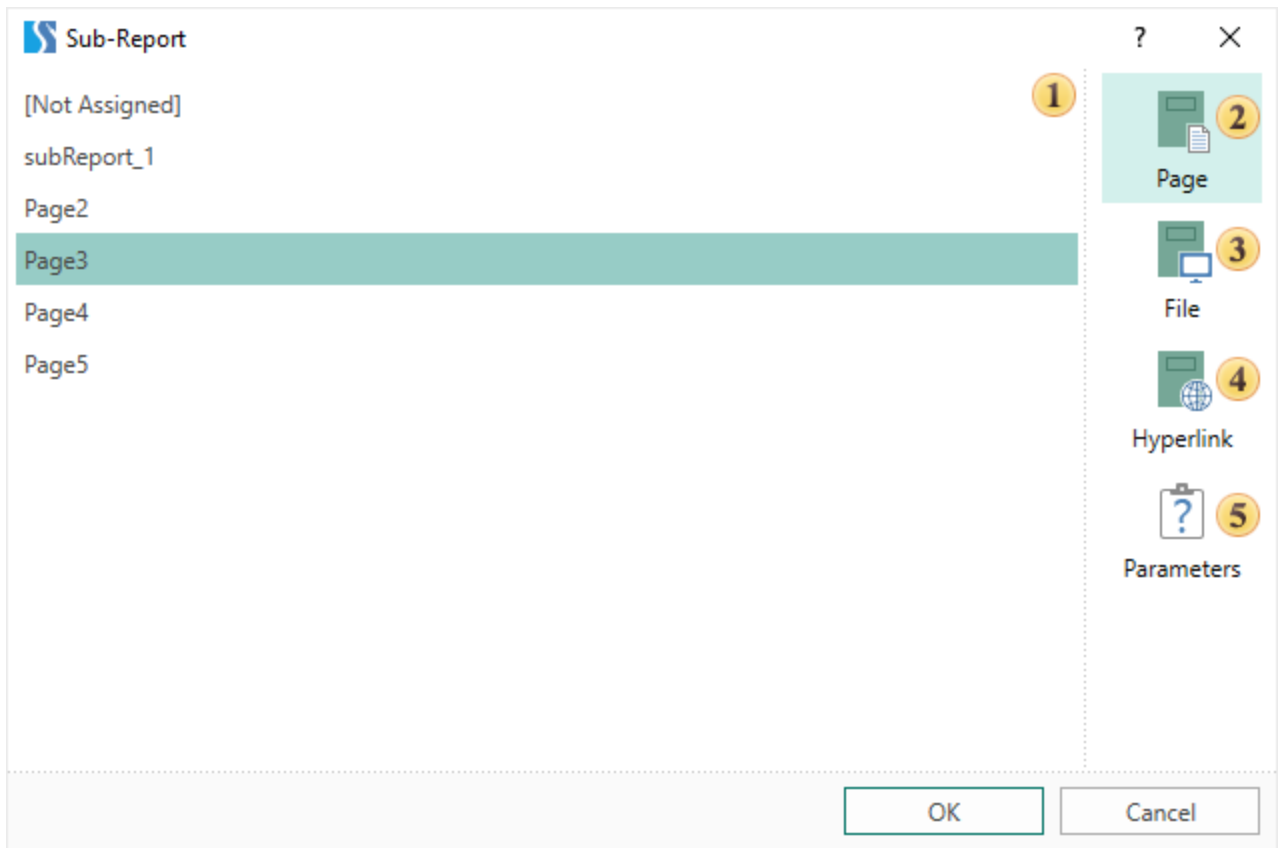 Sub-Report ?
[Not Assigned] 1
subReport_1
Page2
Page3
Page4
Page5
2
Page
3
File
4
Hyperlink
? 5
Parameters
OK Cancel